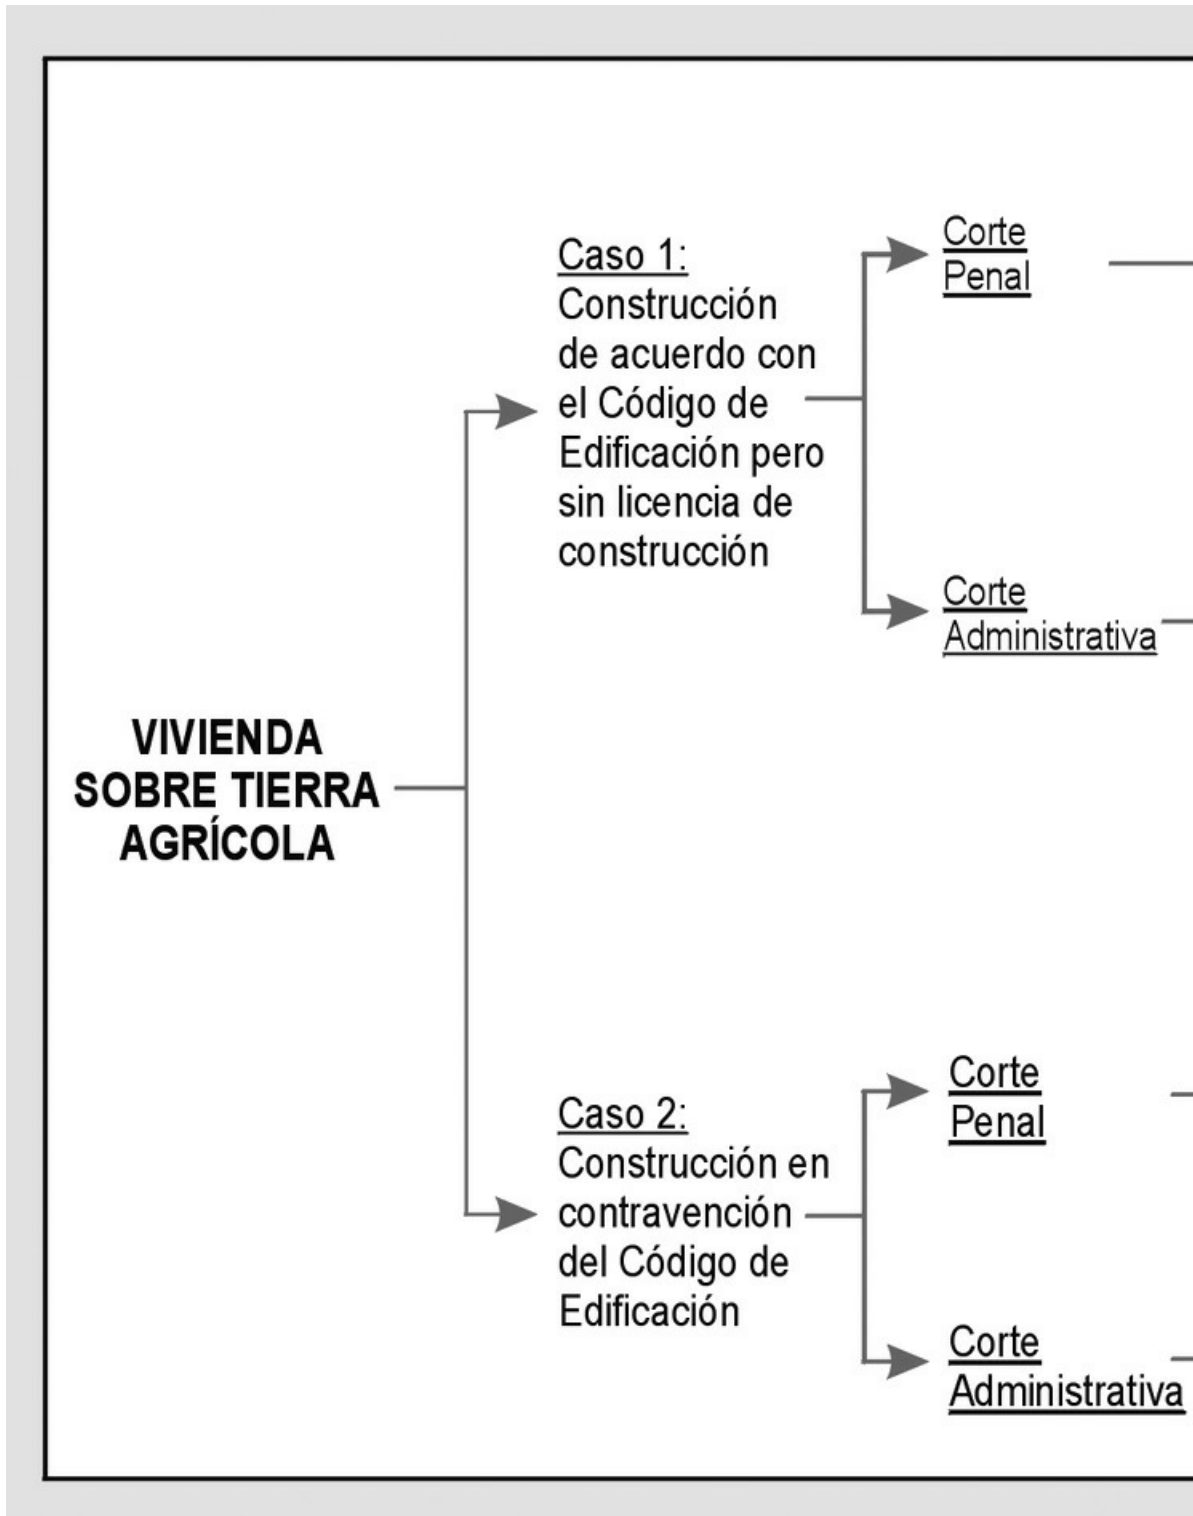 VIVIENDA
SOBRE TIERRA
AGRÍCOLA
Caso 1:
Construcción
de acuerdo con
el Código de
Edificación pero
sin licencia de
construcción
Corte
Penal
Corte
Administrativa
Caso 2:
Construcción en
contravención
del Código de
Edificación
Corte
Penal
Corte
Administrativa